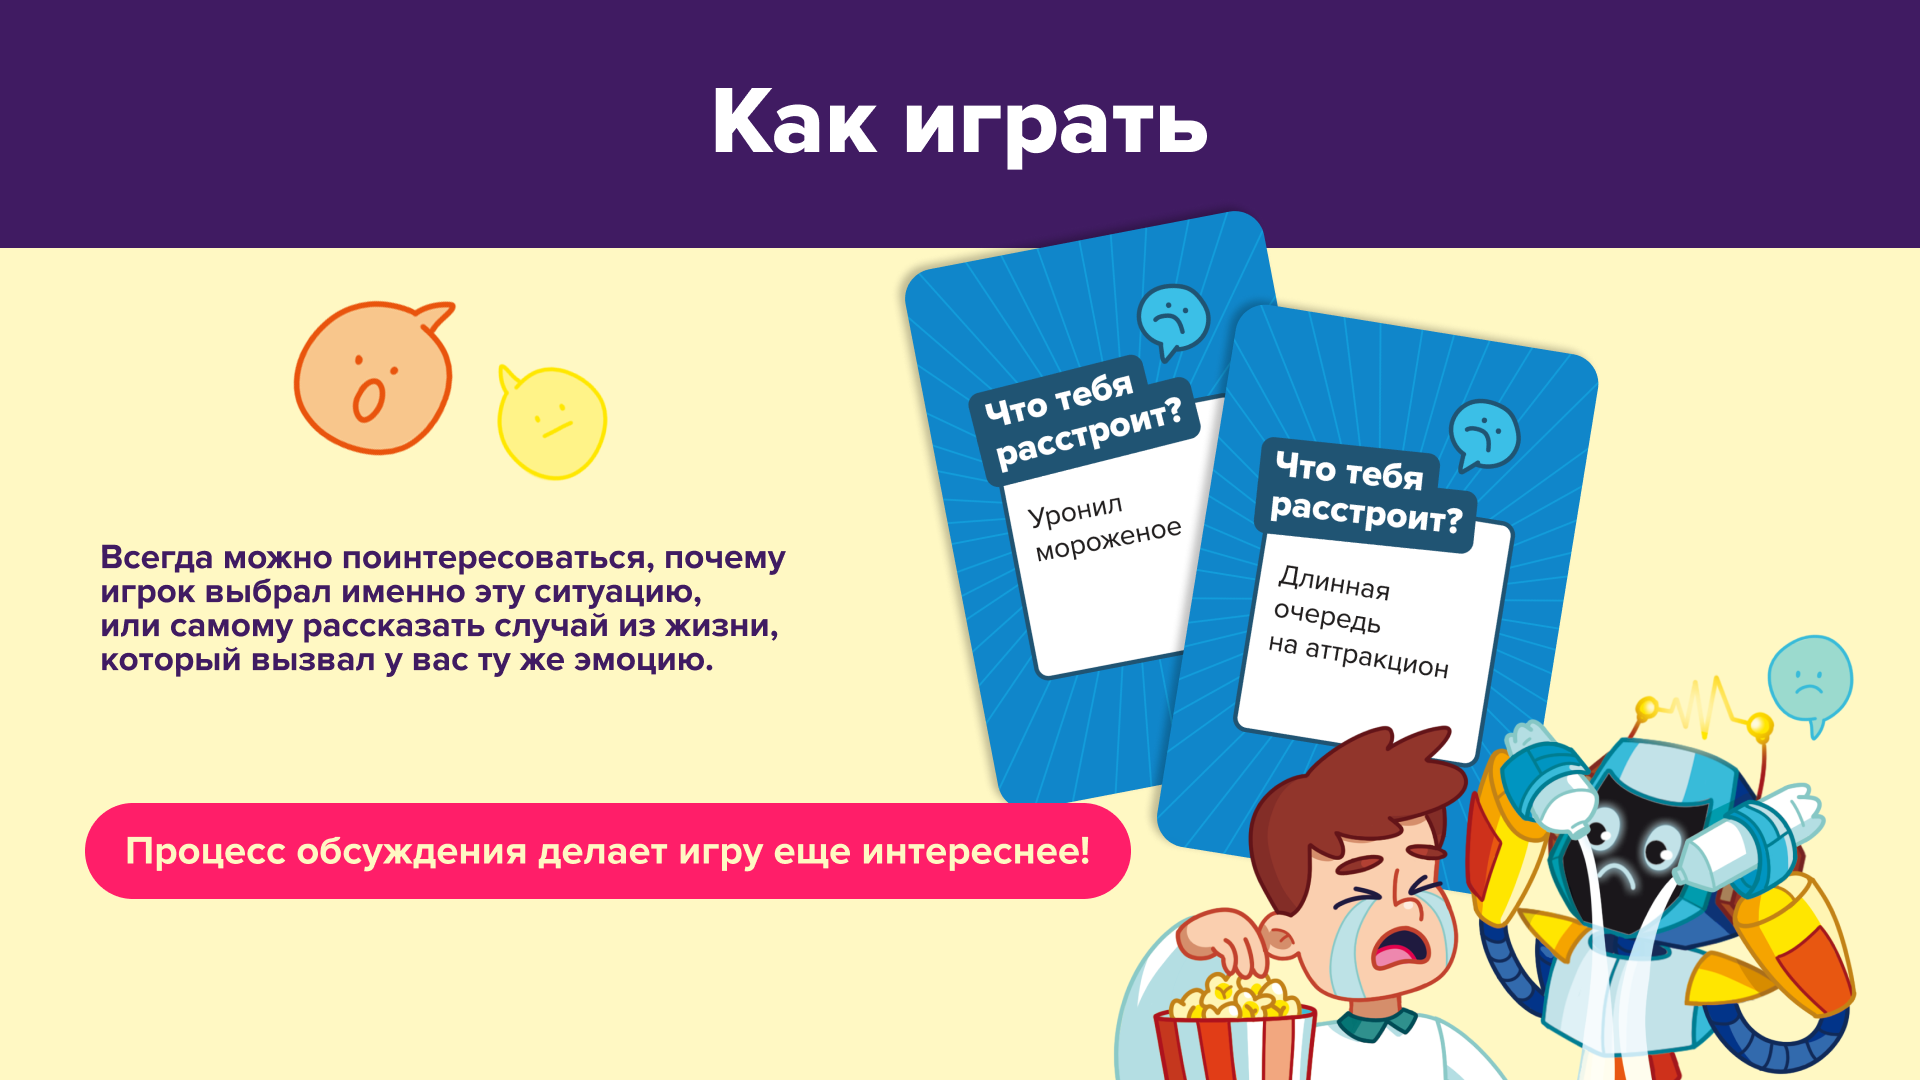 Как играть
Что тебя
расстроит?
Уронил
мороженое
Что тебя
расстроит?
Длинная
очередь
на аттракцион
Всегда можно поинтересоваться, почему
игрок выбрал именно эту ситуацию,
или самому рассказать случай из жизни,
который вызвал у вас ту же эмоцию.
Процесс обсуждения делает игру еще интереснее!